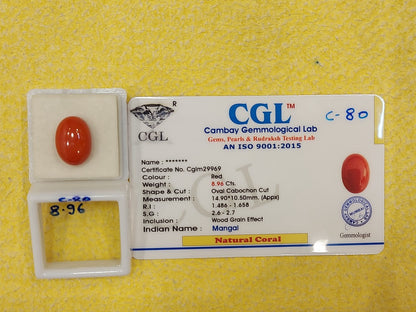 R
CGL
CGL™
Cambay Gemmological Lab
Gems, Pearls & Rudraksh Testing Lab
AN ISO 9001:2015
C-80
Name : *******
Certificate No. Cglm29969
Colour : Red
Weight : 8.96 Cts.
Shape & Cut : Oval Cabochon Cut
Measurement : 14.90*10.50mm. (Appx)
R.I : 1.486 - 1.658
S.G : 2.6 - 2.7
Inclusion : Wood Grain Effect
Indian Name : Mangal
Natural Coral
Gemmologist
C-80
8.96